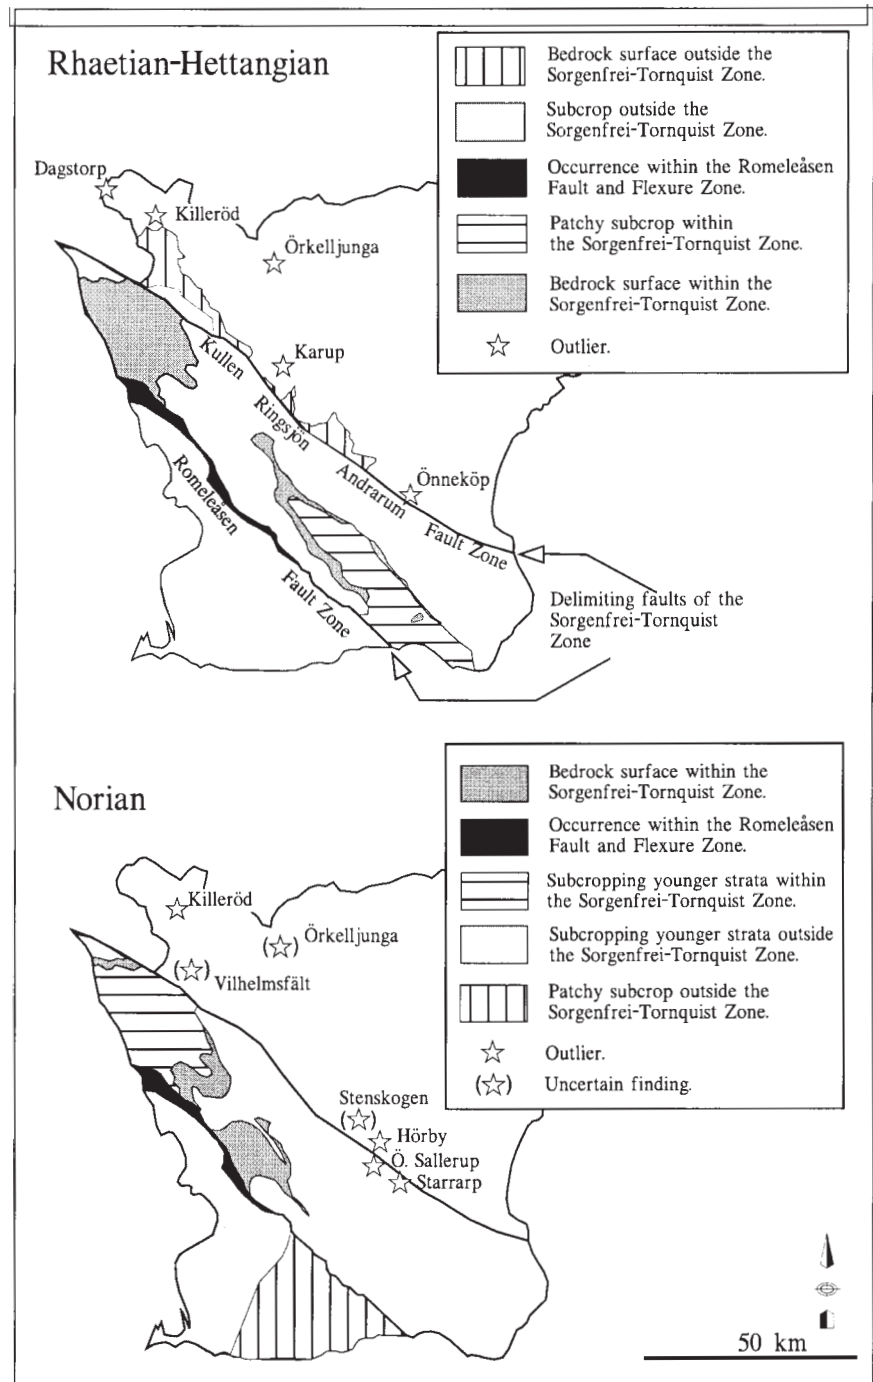 Rhaetian-Hettangian
Bedrock surface outside the
Sorgenfrei-Tornquist Zone.
Subcrop outside the
Sorgenfrei-Tornquist Zone.
Occurrence within the Romeleåsen
Fault and Flexure Zone.
Patchy subcrop within
the Sorgenfrei-Tornquist Zone.
Bedrock surface within the
Sorgenfrei-Tornquist Zone.
Outlier.
Dagstorp
Killeröd
Örkelljunga
Karup
Kullen
Ringsjön
Andrarum
Fault Zone
Önneköp
Romeleåsen
Fault Zone
Delimiting faults of the
Sorgenfrei-Tornquist
Zone
Norian
Bedrock surface within the
Sorgenfrei-Tornquist Zone.
Occurrence within the Romeleåsen
Fault and Flexure Zone.
Subcropping younger strata within
the Sorgenfrei-Tornquist Zone.
Subcropping younger strata outside
the Sorgenfrei-Tornquist Zone.
Patchy subcrop outside the
Sorgenfrei-Tornquist Zone.
Outlier.
Uncertain finding.
Killeröd
Örkelljunga
Vilhelmsfält
Stenskogen
Hörby
Ö. Sallerup
Starrarp
50 km